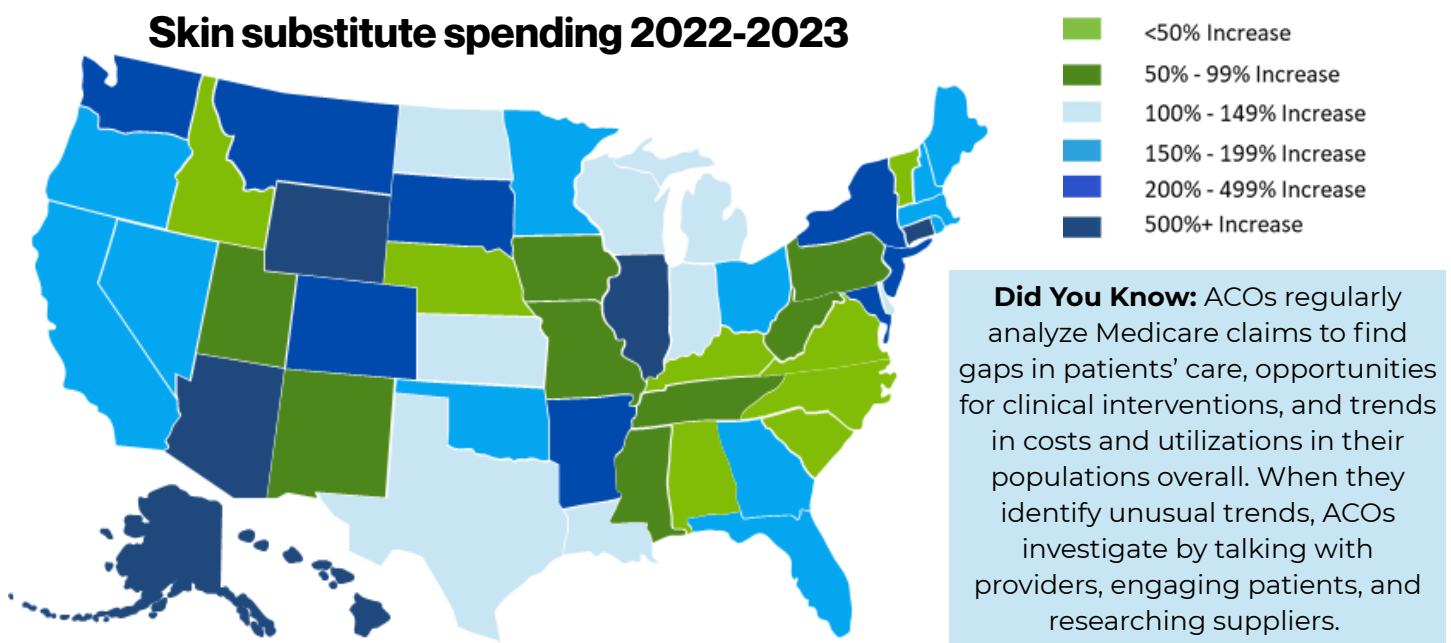 Skin substitute spending 2022-2023
<50% Increase
50% - 99% Increase
100% - 149% Increase
150% - 199% Increase
200% - 499% Increase
500%+ Increase
Did You Know: ACOs regularly
analyze Medicare claims to find
gaps in patients’ care, opportunities
for clinical interventions, and trends
in costs and utilizations in their
populations overall. When they
identify unusual trends, ACOs
investigate by talking with
providers, engaging patients, and
researching suppliers.